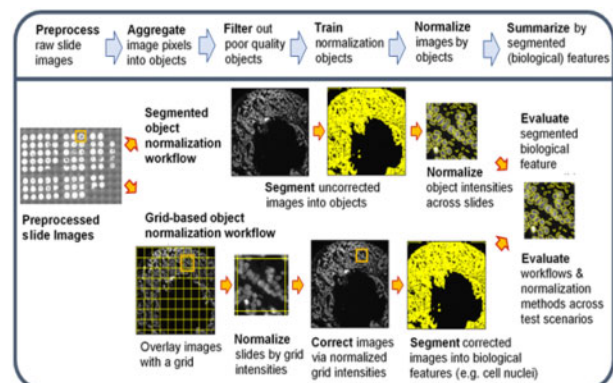 Preprocess
raw slide
images
Aggregate
image pixels
into objects
Filter out
poor quality
objects
Train
normalization
objects
Normalize
images by
objects
Summarize by
segmented
(biological)
features
Segmented
object
normalization
workflow
Segment uncorrected
images into objects
Normalize
object intensities
across slides
Evaluate
segmented
biological
feature
Preprocessed
slide Images
Grid-based object
normalization workflow
Overlay images
with a grid
Normalize
slides by grid
intensities
Correct images
via normalized
grid intensities
Segment corrected
images into biological
features (e.g. cell nuclei)
Evaluate
workflows &
normalization
methods across
test scenarios